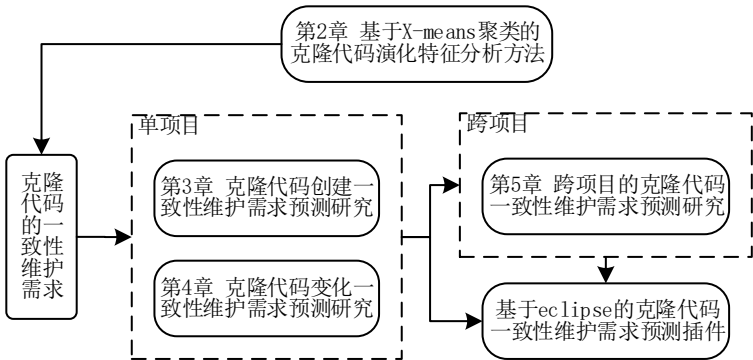 第2章 基于X-means聚类的
克隆代码演化特征分析方法
克隆
代码
的一
致性
维护
需求
单项目
第3章 克隆代码创建一
致性维护需求预测研究
第4章 克隆代码变化一
致性维护需求预测研究
跨项目
第5章 跨项目的克隆代码
一致性维护需求预测研究
基于eclipse的克隆代码
一致性维护需求预测插件